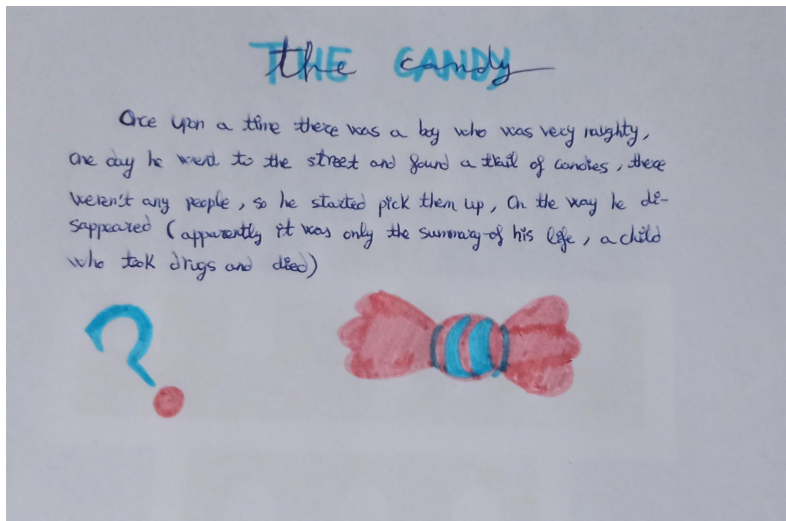 THE CANDY
the candy
Once upon a time there was a boy who was very naughty,
one day he went to the street and found a trail of candies, there
weren't any people, so he started pick them up, On the way he di-
sappeared (apparently it was only the summary of his life, a child
who took drugs and died)
?